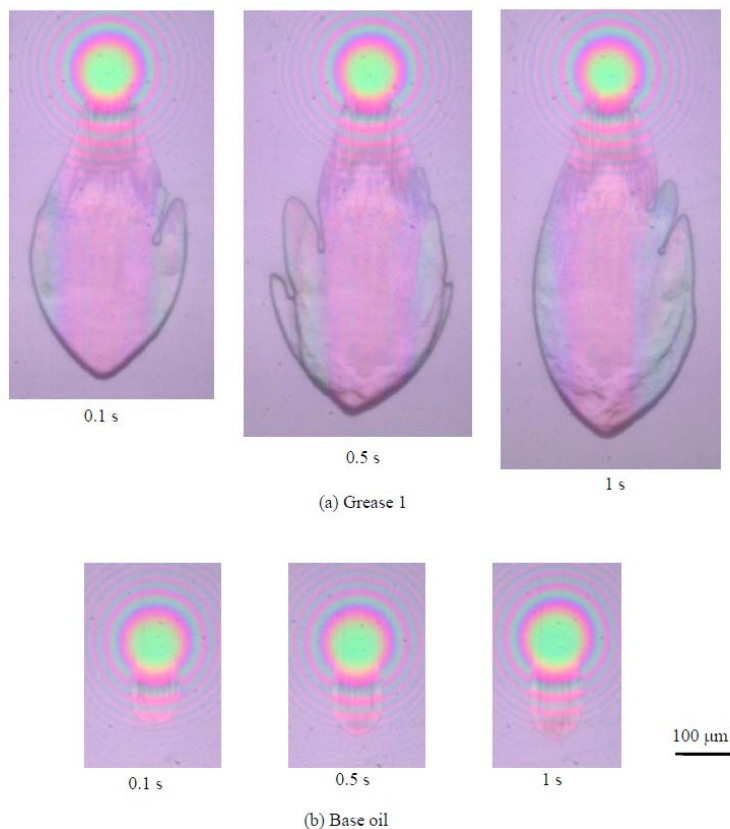 0.1 s
0.5 s
1 s
(a) Grease 1
100 μm
0.1 s
0.5 s
1 s
(b) Base oil